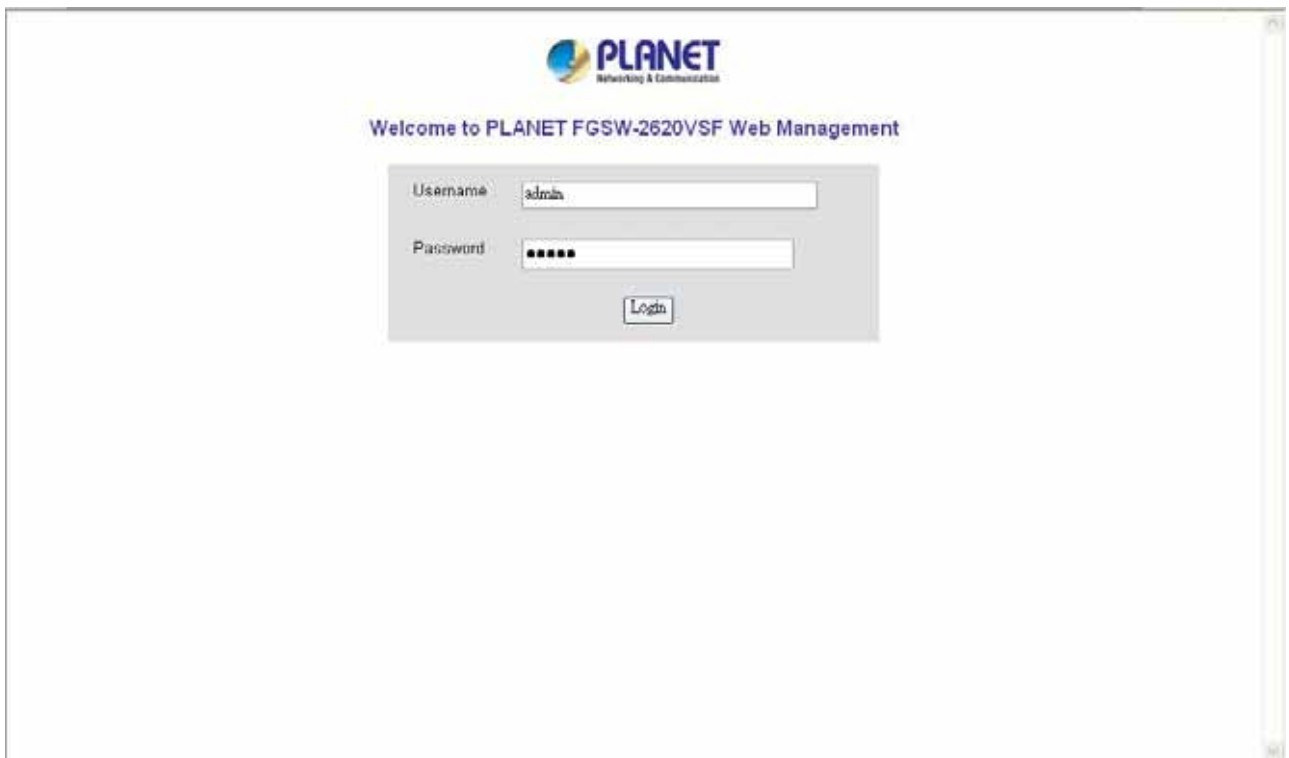 PLANET
Networking & Communication
Welcome to PLANET FGSW-2620VSF Web Management
Username admin
Password •••••
Login